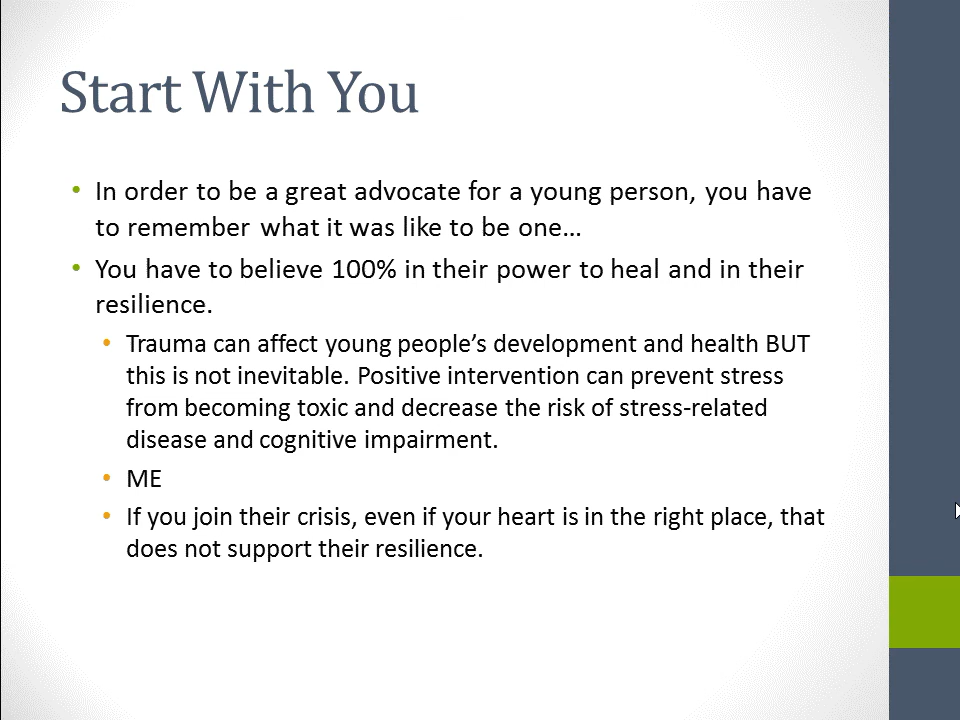 Start With You
• In order to be a great advocate for a young person, you have
to remember what it was like to be one…
• You have to believe 100% in their power to heal and in their
resilience.
• Trauma can affect young people’s development and health BUT
this is not inevitable. Positive intervention can prevent stress
from becoming toxic and decrease the risk of stress-related
disease and cognitive impairment.
• ME
• If you join their crisis, even if your heart is in the right place, that
does not support their resilience.